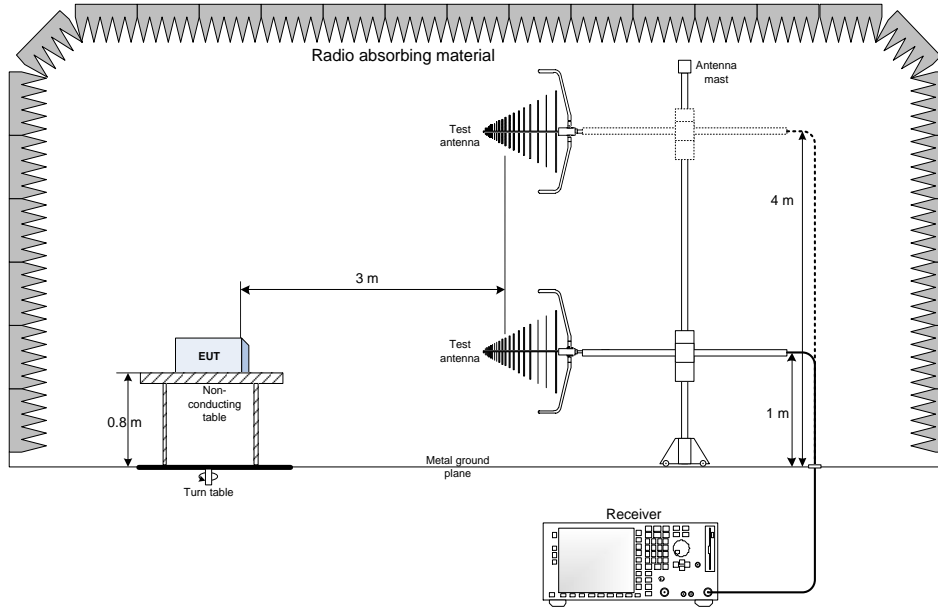 Radio absorbing material
Antenna
mast
Test
antenna
4 m
3 m
Test
antenna
EUT
Non-
conducting
table
0.8 m
1 m
Metal ground
plane
Turn table
Receiver